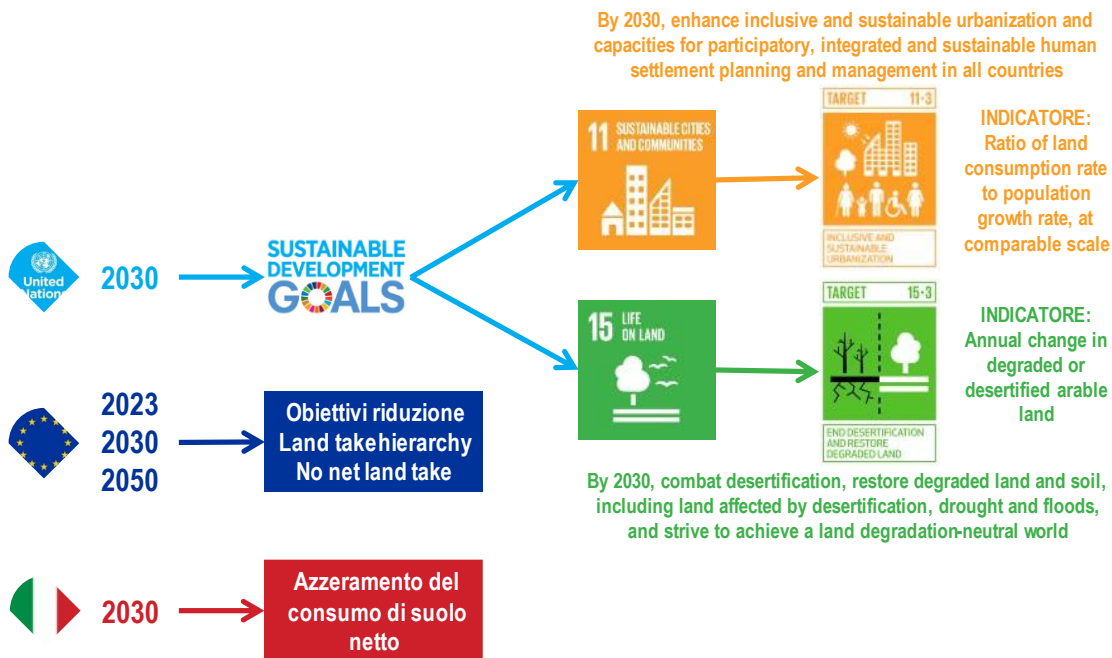 By 2030, enhance inclusive and sustainable urbanization and
capacities for participatory, integrated and sustainable human
settlement planning and management in all countries
TARGET 11·3
11 SUSTAINABLE CITIES
AND COMMUNITIES
INCLUSIVE AND
SUSTAINABLE
URBANIZATION
INDICATORE:
Ratio of land
consumption rate
to population
growth rate, at
comparable scale
United
Nations
2030
SUSTAINABLE
DEVELOPMENT
GOALS
TARGET 15·3
15 LIFE
ON LAND
END DESERTIFICATION
AND RESTORE
DEGRADED LAND
INDICATORE:
Annual change in
degraded or
desertified arable
land
By 2030, combat desertification, restore degraded land and soil,
including land affected by desertification, drought and floods,
and strive to achieve a land degradation-neutral world
2023
2030
2050
Obiettivi riduzione
Land take hierarchy
No net land take
2030
Azzeramento del
consumo di suolo
netto